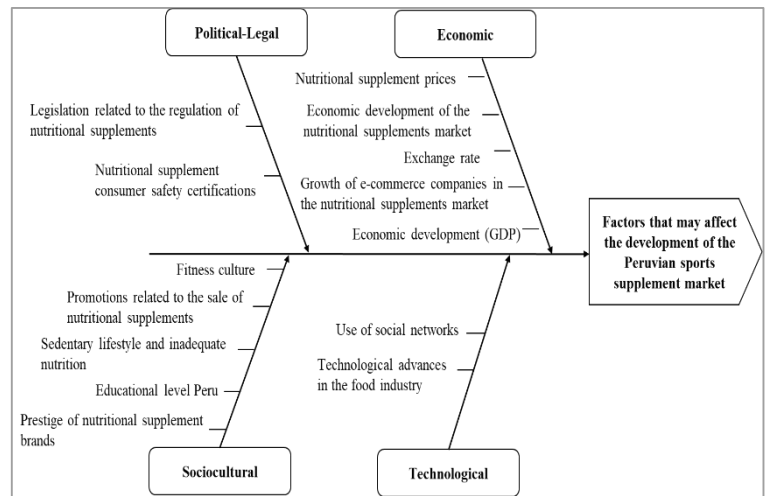 Political-Legal
Economic
Nutritional supplement prices
Legislation related to the regulation of
nutritional supplements
Economic development of the
nutritional supplements market
Exchange rate
Nutritional supplement
consumer safety certifications
Growth of e-commerce companies in
the nutritional supplements market
Economic development (GDP)
Factors that may affect
the development of the
Peruvian sports
supplement market
Fitness culture
Promotions related to the sale of
nutritional supplements
Sedentary lifestyle and inadequate
nutrition
Educational level Peru
Prestige of nutritional supplement
brands
Use of social networks
Technological advances
in the food industry
Sociocultural
Technological